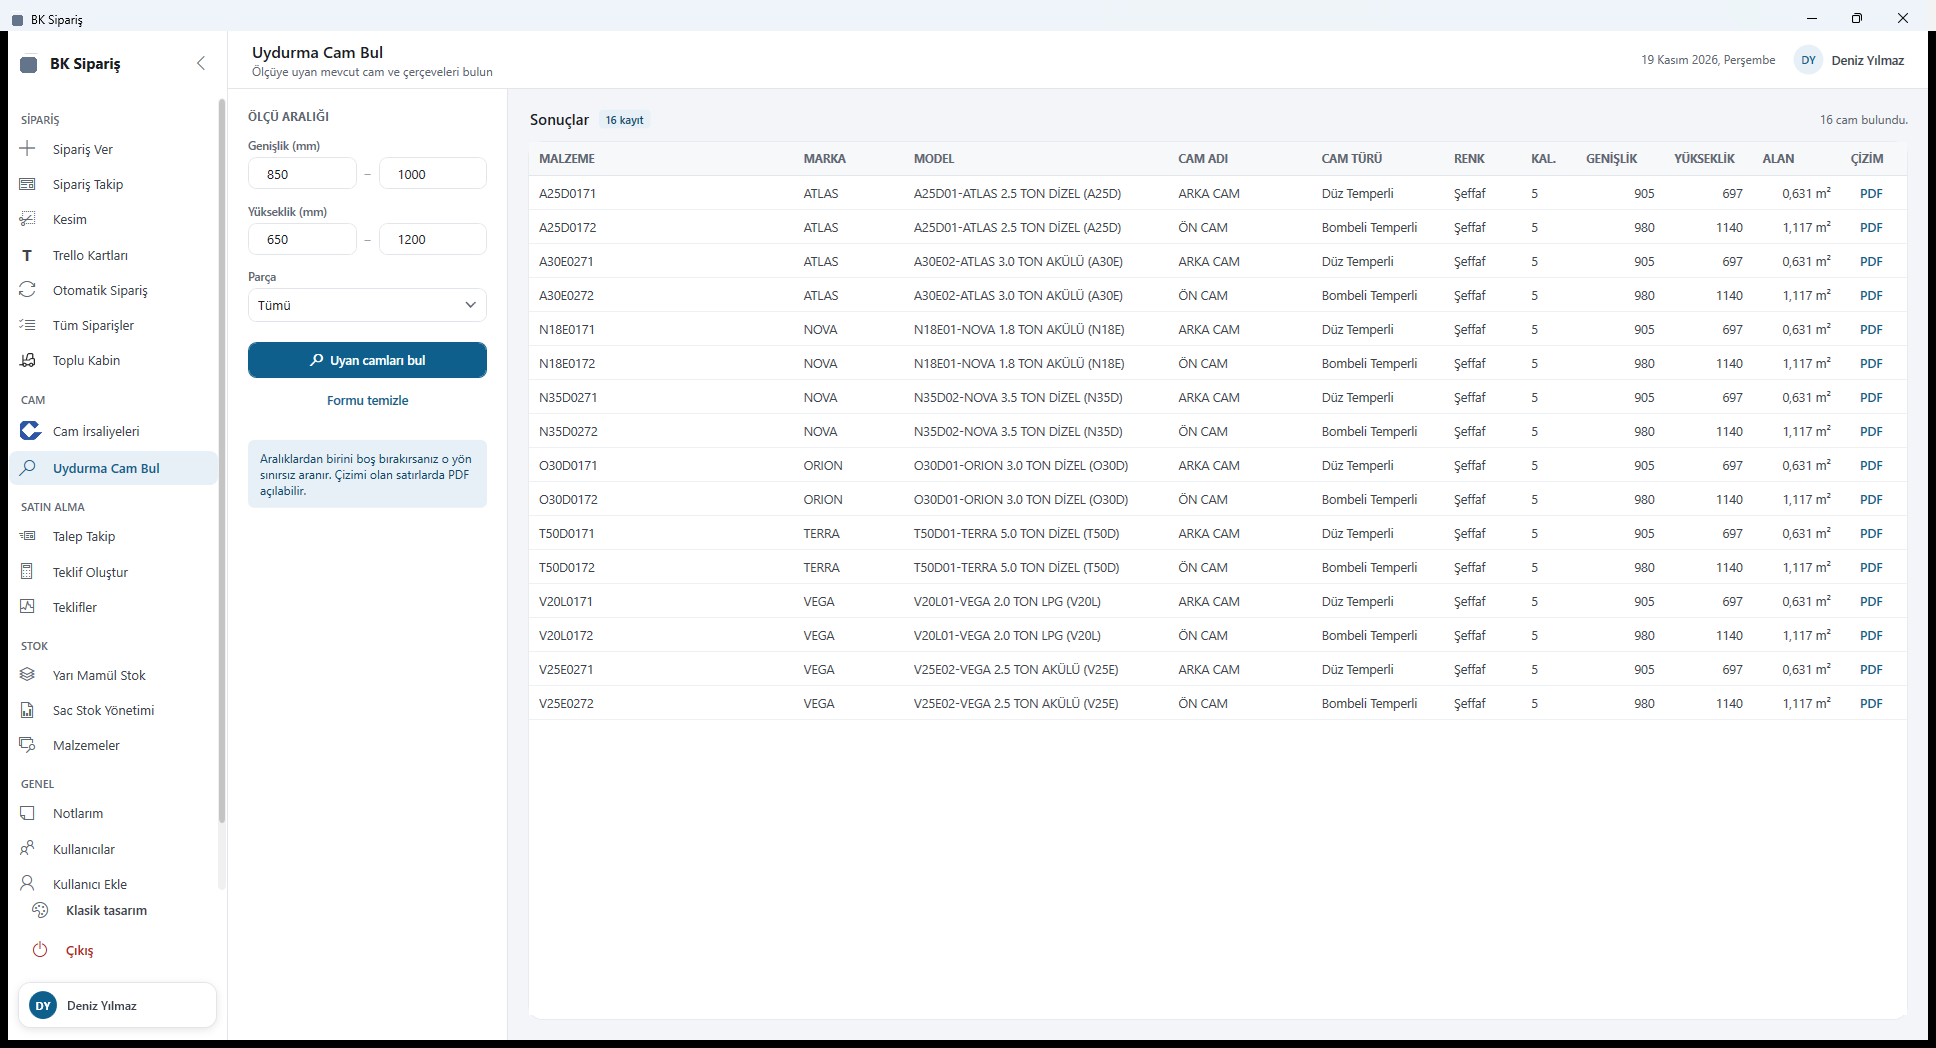 BK Sipariş
BK Sipariş
SİPARİŞ
Sipariş Ver
Sipariş Takip
Kesim
Trello Kartları
Otomatik Sipariş
Tüm Siparişler
Toplu Kabin
CAM
Cam İrsaliyeleri
Uydurma Cam Bul
SATIN ALMA
Talep Takip
Teklif Oluştur
Teklifler
STOK
Yarı Mamül Stok
Sac Stok Yönetimi
Malzemeler
GENEL
Notlarım
Kullanıcılar
Kullanıcı Ekle
Klasik tasarım
Çıkış
DY Deniz Yılmaz
Uydurma Cam Bul
Ölçüye uyan mevcut cam ve çerçeveleri bulun
19 Kasım 2026, Perşembe DY Deniz Yılmaz
ÖLÇÜ ARALIĞI
Genişlik (mm)
850 – 1000
Yükseklik (mm)
650 – 1200
Parça
Tümü
Uyan camları bul
Formu temizle
Aralıklardan birini boş bırakırsanız o yön
sınırsız aranır. Çizimi olan satırlarda PDF
açılabilir.
Sonuçlar 16 kayıt 16 cam bulundu.
MALZEME MARKA MODEL CAM ADI CAM TÜRÜ RENK KAL. GENİŞLİK YÜKSEKLİK ALAN ÇİZİM
A25D0171 ATLAS A25D01-ATLAS 2.5 TON DİZEL (A25D) ARKA CAM Düz Temperli Şeffaf 5 905 697 0,631 m² PDF
A25D0172 ATLAS A25D01-ATLAS 2.5 TON DİZEL (A25D) ÖN CAM Bombeli Temperli Şeffaf 5 980 1140 1,117 m² PDF
A30E0271 ATLAS A30E02-ATLAS 3.0 TON AKÜLÜ (A30E) ARKA CAM Düz Temperli Şeffaf 5 905 697 0,631 m² PDF
A30E0272 ATLAS A30E02-ATLAS 3.0 TON AKÜLÜ (A30E) ÖN CAM Bombeli Temperli Şeffaf 5 980 1140 1,117 m² PDF
N18E0171 NOVA N18E01-NOVA 1.8 TON AKÜLÜ (N18E) ARKA CAM Düz Temperli Şeffaf 5 905 697 0,631 m² PDF
N18E0172 NOVA N18E01-NOVA 1.8 TON AKÜLÜ (N18E) ÖN CAM Bombeli Temperli Şeffaf 5 980 1140 1,117 m² PDF
N35D0271 NOVA N35D02-NOVA 3.5 TON DİZEL (N35D) ARKA CAM Düz Temperli Şeffaf 5 905 697 0,631 m² PDF
N35D0272 NOVA N35D02-NOVA 3.5 TON DİZEL (N35D) ÖN CAM Bombeli Temperli Şeffaf 5 980 1140 1,117 m² PDF
O30D0171 ORION O30D01-ORION 3.0 TON DİZEL (O30D) ARKA CAM Düz Temperli Şeffaf 5 905 697 0,631 m² PDF
O30D0172 ORION O30D01-ORION 3.0 TON DİZEL (O30D) ÖN CAM Bombeli Temperli Şeffaf 5 980 1140 1,117 m² PDF
T50D0171 TERRA T50D01-TERRA 5.0 TON DİZEL (T50D) ARKA CAM Düz Temperli Şeffaf 5 905 697 0,631 m² PDF
T50D0172 TERRA T50D01-TERRA 5.0 TON DİZEL (T50D) ÖN CAM Bombeli Temperli Şeffaf 5 980 1140 1,117 m² PDF
V20L0171 VEGA V20L01-VEGA 2.0 TON LPG (V20L) ARKA CAM Düz Temperli Şeffaf 5 905 697 0,631 m² PDF
V20L0172 VEGA V20L01-VEGA 2.0 TON LPG (V20L) ÖN CAM Bombeli Temperli Şeffaf 5 980 1140 1,117 m² PDF
V25E0271 VEGA V25E02-VEGA 2.5 TON AKÜLÜ (V25E) ARKA CAM Düz Temperli Şeffaf 5 905 697 0,631 m² PDF
V25E0272 VEGA V25E02-VEGA 2.5 TON AKÜLÜ (V25E) ÖN CAM Bombeli Temperli Şeffaf 5 980 1140 1,117 m² PDF